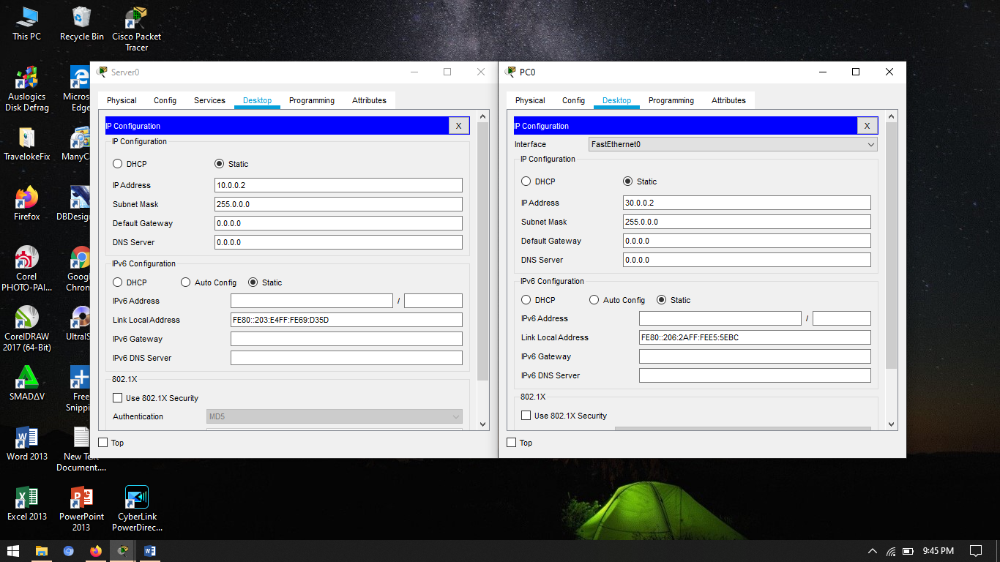 This PC
Recycle Bin
Cisco Packet
Tracer
Auslogics
Disk Defrag
Micros
Edge
TravelokeFix
ManyC
Firefox
DBDesig
Corel
PHOTO-PAI...
Goog
Chron
CorelDRAW
2017 (64-Bit)
UltraIS
SMADΔV
Free
Snippi
Word 2013
New Te
Document....
Excel 2013
PowerPoint
2013
CyberLink
PowerDirec...
Server0
Physical Config Services Desktop Programming Attributes
IP Configuration X
IP Configuration
DHCP Static
IP Address 10.0.0.2
Subnet Mask 255.0.0.0
Default Gateway 0.0.0.0
DNS Server 0.0.0.0
IPv6 Configuration
DHCP Auto Config Static
IPv6 Address /
Link Local Address FE80::203:E4FF:FE69:D35D
IPv6 Gateway
IPv6 DNS Server
802.1X
Use 802.1X Security
Authentication MD5
Top
PC0
Physical Config Desktop Programming Attributes
IP Configuration X
Interface FastEthernet0
IP Configuration
DHCP Static
IP Address 30.0.0.2
Subnet Mask 255.0.0.0
Default Gateway 0.0.0.0
DNS Server 0.0.0.0
IPv6 Configuration
DHCP Auto Config Static
IPv6 Address /
Link Local Address FE80::206:2AFF:FEE5:5EBC
IPv6 Gateway
IPv6 DNS Server
802.1X
Use 802.1X Security
Top
9:45 PM